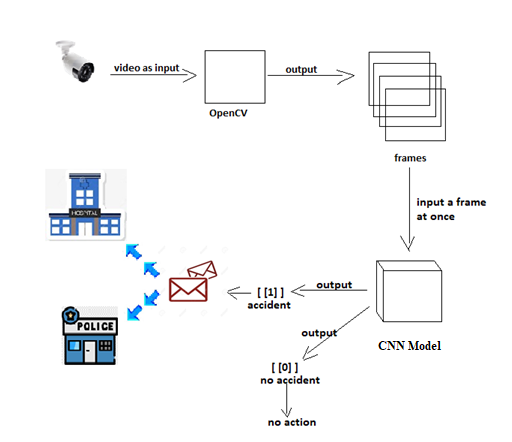 video as input
output
OpenCV
frames
input a frame
at once
HOSPITAL
POLICE
[ [1] ]
accident
output
CNN Model
output
[ [0] ]
no accident
no action